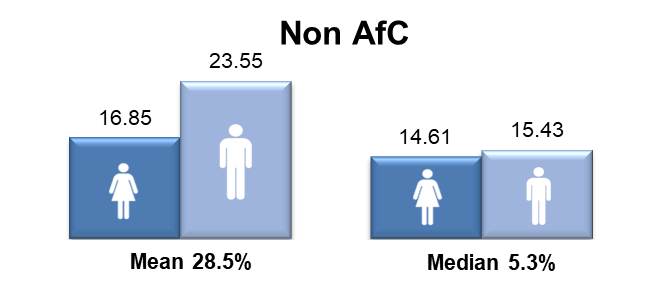 Non AfC
23.55
16.85
Mean 28.5%
14.61
15.43
Median 5.3%